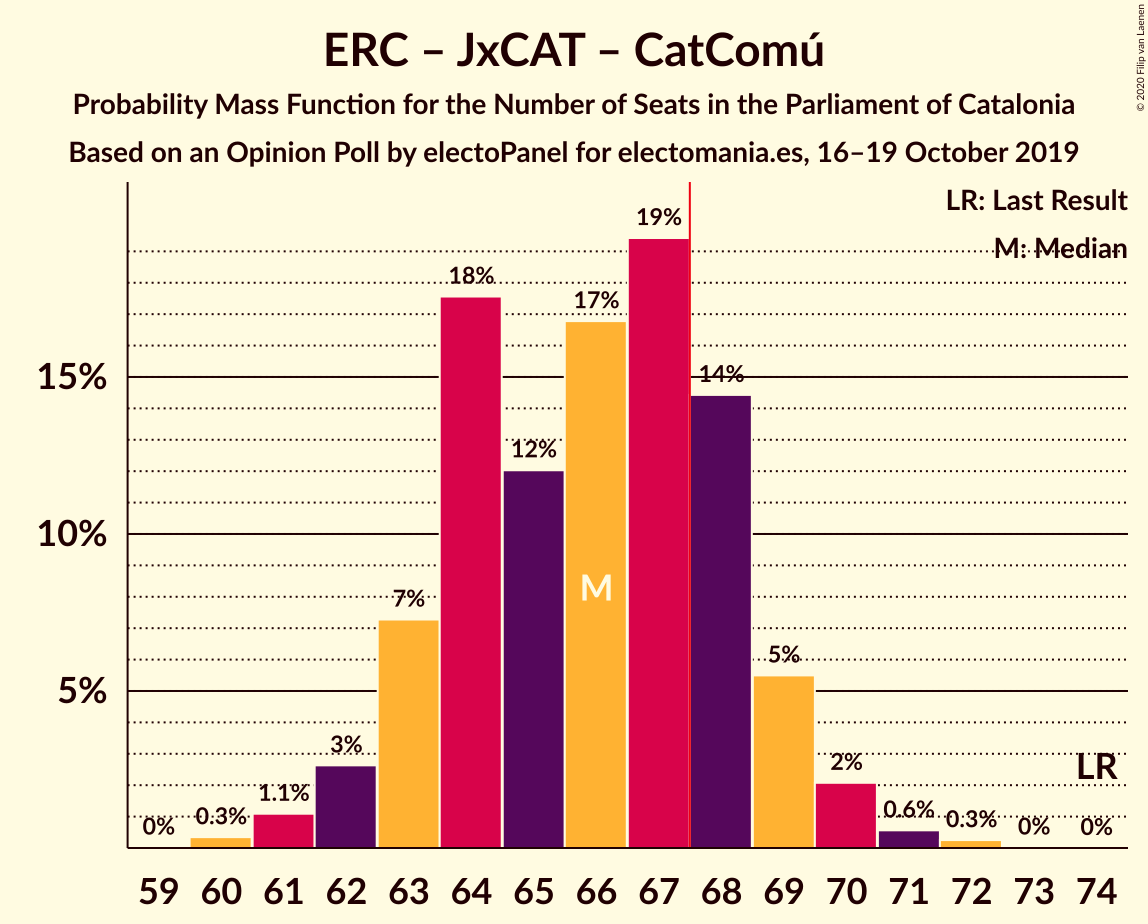 ERC – JxCAT – CatComú
Probability Mass Function for the Number of Seats in the Parliament of Catalonia
Based on an Opinion Poll by electoPanel for electomania.es, 16–19 October 2019
© 2020 Filip van Laenen
LR: Last Result
M: Median
19%
18%
17%
15%
14%
12%
10%
M
7%
5%
5%
3%
2%
LR
1.1%
0%
0.3%
0.6%
0.3%
0%
0%
59 60 61 62 63 64 65 66 67 68 69 70 71 72 73 74